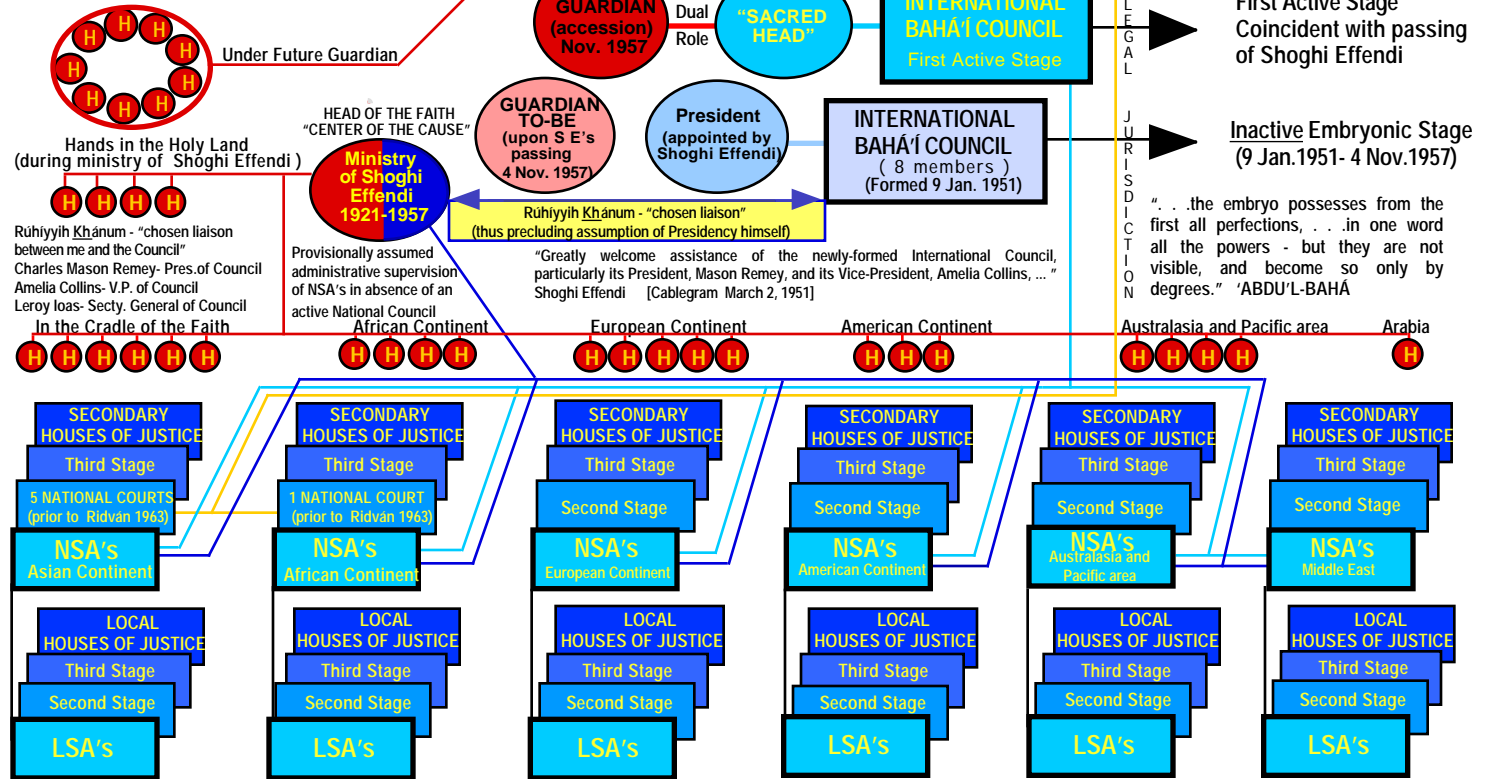 GUARDIAN
(accession)
Nov. 1957
Dual
Role
“SACRED
HEAD”
INTERNATIONAL
BAHÁ’Í COUNCIL
First Active Stage
L
E
G
A
L
First Active Stage
Coincident with passing
of Shoghi Effendi
H
H
H
H
H
H
H
H
H
Under Future Guardian
Hands in the Holy Land
(during ministry of Shoghi Effendi )
H H H H
Rúhíyyih Khánum - “chosen liaison
between me and the Council”
Charles Mason Remey- Pres.of Council
Amelia Collins- V.P. of Council
Leroy Ioas- Secty. General of Council
HEAD OF THE FAITH
“CENTER OF THE CAUSE”
Ministry
of Shoghi
Effendi
1921-1957
Provisionally assumed
administrative supervision
of NSA’s in absence of an
active National Council
GUARDIAN
TO-BE
(upon S E’s
passing
4 Nov. 1957)
President
(appointed by
Shoghi Effendi)
INTERNATIONAL
BAHÁ’Í COUNCIL
( 8 members )
(Formed 9 Jan. 1951)
Rúhíyyih Khánum - “chosen liaison”
(thus precluding assumption of Presidency himself)
“Greatly welcome assistance of the newly-formed International Council,
particularly its President, Mason Remey, and its Vice-President, Amelia Collins, ... ”
Shoghi Effendi [Cablegram March 2, 1951]
J
U
R
I
S
D
I
C
T
I
O
N
Inactive Embryonic Stage
(9 Jan.1951- 4 Nov.1957)
“. . .the embryo possesses from the
first all perfections, . . .in one word
all the powers - but they are not
visible, and become so only by
degrees.” ‘ABDU’L-BAHÁ
In the Cradle of the Faith
H H H H H H
African Continent
H H H H
European Continent
H H H H H
American Continent
H H H
Australasia and Pacific area
H H H H
Arabia
H
SECONDARY
HOUSES OF JUSTICE
Third Stage
5 NATIONAL COURTS
(prior to Ridván 1963)
NSA’s
Asian Continent
SECONDARY
HOUSES OF JUSTICE
Third Stage
1 NATIONAL COURT
(prior to Ridván 1963)
NSA’s
African Continent
SECONDARY
HOUSES OF JUSTICE
Third Stage
Second Stage
NSA’s
European Continent
SECONDARY
HOUSES OF JUSTICE
Third Stage
Second Stage
NSA’s
American Continent
SECONDARY
HOUSES OF JUSTICE
Third Stage
Second Stage
NSA’s
Australasia and
Pacific area
SECONDARY
HOUSES OF JUSTICE
Third Stage
Second Stage
NSA’s
Middle East
LOCAL
HOUSES OF JUSTICE
Third Stage
Second Stage
LSA’s
LOCAL
HOUSES OF JUSTICE
Third Stage
Second Stage
LSA’s
LOCAL
HOUSES OF JUSTICE
Third Stage
Second Stage
LSA’s
LOCAL
HOUSES OF JUSTICE
Third Stage
Second Stage
LSA’s
LOCAL
HOUSES OF JUSTICE
Third Stage
Second Stage
LSA’s
LOCAL
HOUSES OF JUSTICE
Third Stage
Second Stage
LSA’s